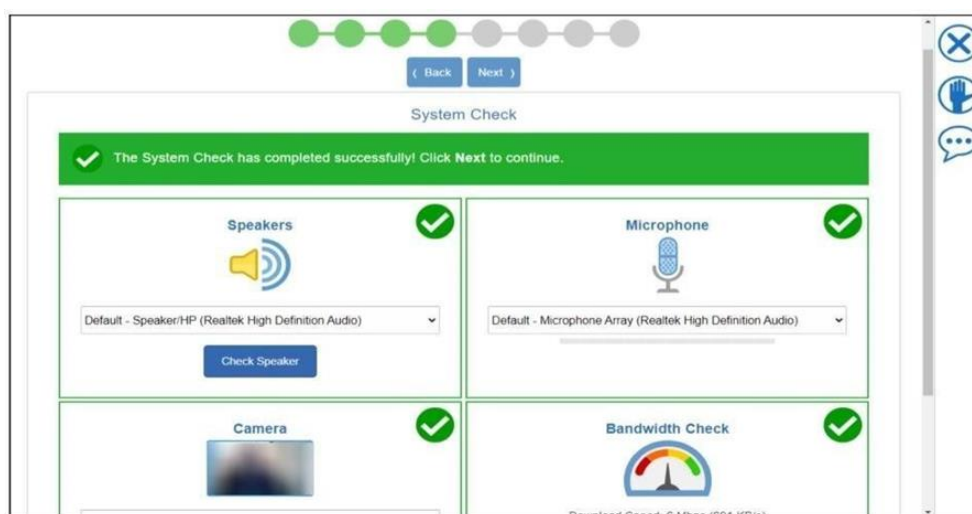 Back
Next
System Check
The System Check has completed successfully! Click Next to continue.
Speakers
Microphone
Default - Speaker/HP (Realtek High Definition Audio)
Default - Microphone Array (Realtek High Definition Audio)
Check Speaker
Camera
Bandwidth Check